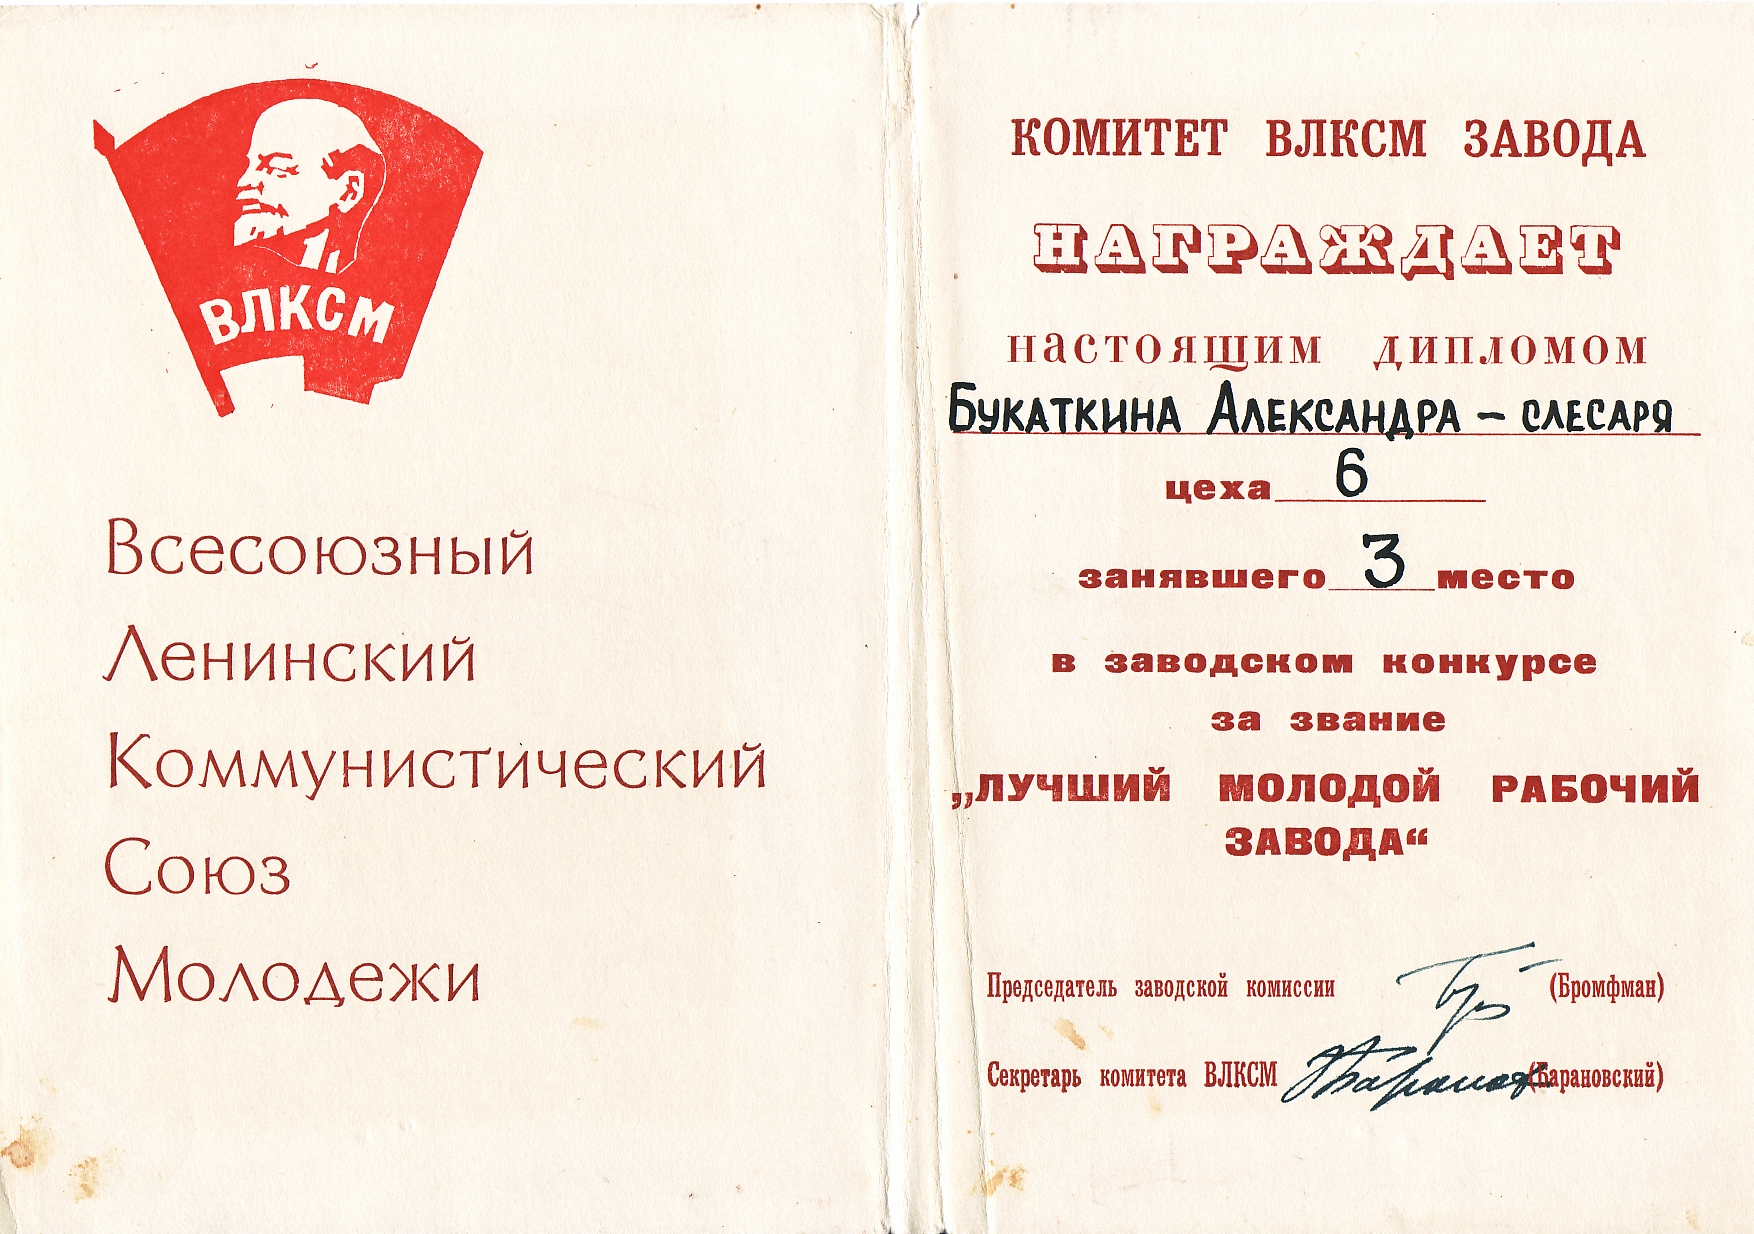 ВЛКСМ
Всесоюзный
Ленинский
Коммунистический
Союз
Молодежи
КОМИТЕТ ВЛКСМ ЗАВОДА
НАГРАЖДАЕТ
настоящим дипломом
Букаткина Александра – слесаря
цеха 6
занявшего 3 место
в заводском конкурсе
за звание
„ЛУЧШИЙ МОЛОДОЙ РАБОЧИЙ
ЗАВОДА“
Председатель заводской комиссии (Бромфман)
Секретарь комитета ВЛКСМ (Барановский)